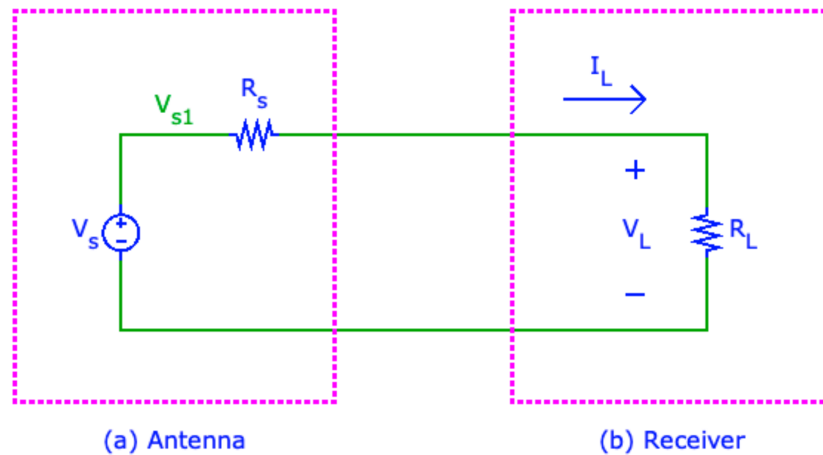 R_s
V_s1
I_L
+
V_s
+
−
V_L
R_L
−
(a) Antenna
(b) Receiver